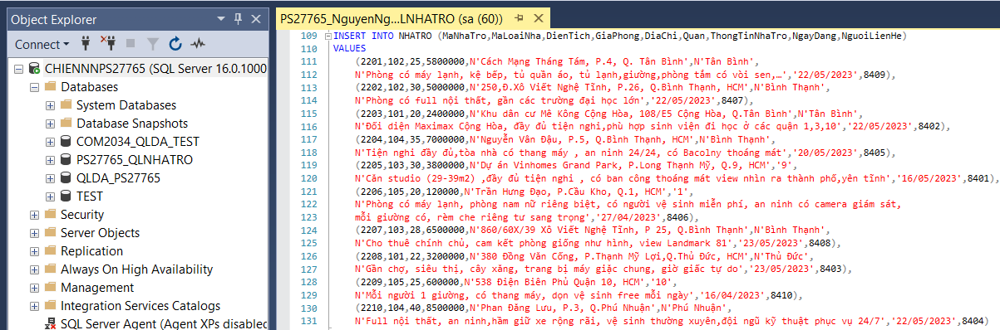 Object Explorer
Connect
CHIENNNPS27765 (SQL Server 16.0.1000
Databases
System Databases
Database Snapshots
COM2034_QLDA_TEST
PS27765_QLNHATRO
QLDA_PS27765
TEST
Security
Server Objects
Replication
Always On High Availability
Management
Integration Services Catalogs
SQL Server Agent (Agent XPs disabled
PS27765_NguyenNg...LNHATRO (sa (60))
109 INSERT INTO NHATRO (MaNhaTro,MaLoaiNha,DienTich,GiaPhong,DiaChi,Quan,ThongTinNhaTro,NgayDang,NguoiLienHe)
110 VALUES
111 (2201,102,25,5800000,N'Cách Mạng Tháng Tám, P.4, Q. Tân Bình',N'Tân Bình',
112 N'Phòng có máy lạnh, kệ bếp, tủ quần áo, tủ lạnh,giường,phòng tắm có vòi sen,…','22/05/2023',8409),
113 (2202,102,30,5000000,N'250,Đ.Xô Viết Nghệ Tĩnh, P.26, Q.Bình Thạnh, HCM',N'Bình Thạnh',
114 N'Phòng có full nội thất, gần các trường đại học lớn','22/05/2023',8407),
115 (2203,101,20,2400000,N'Khu dân cư Mê Kông Cộng Hòa, 108/E5 Cộng Hòa, Q.Tân Bình',N'Tân Bình',
116 N'Đối diện Maximax Cộng Hòa, đầy đủ tiện nghi,phù hợp sinh viên đi học ở các quận 1,3,10','22/05/2023',8402),
117 (2204,104,35,7000000,N'Nguyễn Văn Đậu, P.5, Q.Bình Thạnh, HCM',N'Bình Thạnh',
118 N'Tiện nghi đầy đủ,tòa nhà có thang máy , an ninh 24/24, có Bacolny thoáng mát','20/05/2023',8405),
119 (2205,103,30,3800000,N'Dự án Vinhomes Grand Park, P.Long Thạnh Mỹ, Q.9, HCM','9',
120 N'Căn studio (29-39m2) ,đầy đủ tiện nghi , có ban công thoáng mát view nhìn ra thành phố,yên tĩnh','16/05/2023',8401),
121 (2206,105,20,120000,N'Trần Hưng Đạo, P.Cầu Kho, Q.1, HCM','1',
122 N'Phòng có máy lạnh, phòng nam nữ riêng biệt, có người vệ sinh miễn phí, an ninh có camera giám sát,
123 mỗi giường có, rèm che riêng tư sang trọng','27/04/2023',8406),
124 (2207,103,28,6500000,N'860/60X/39 Xô Viết Nghệ Tĩnh, P 25, Q.Bình Thạnh',N'Bình Thạnh',
125 N'Cho thuê chính chủ, cam kết phòng giống như hình, view Landmark 81','23/05/2023',8408),
126 (2208,101,22,3200000,N'380 Đồng Văn Cống, P.Thạnh Mỹ Lợi,Q.Thủ Đức, HCM',N'Thủ Đức',
127 N'Gần chợ, siêu thị, cây xăng, trang bị máy giặc chung, giờ giấc tự do','23/05/2023',8403),
128 (2209,105,25,600000,N'538 Điện Biên Phủ Quận 10, HCM','10',
129 N'Mỗi người 1 giường, có thang máy, dọn vệ sinh free mỗi ngày','16/04/2023',8410),
130 (2210,104,40,8500000,N'Phan Đăng Lưu, P.3, Q.Phú Nhuận',N'Phú Nhuận',
131 N'Full nội thất, an ninh,hầm giữ xe rộng rãi, vệ sinh thường xuyên,đội ngũ kỹ thuật phục vụ 24/7','22/05/2023',8404)